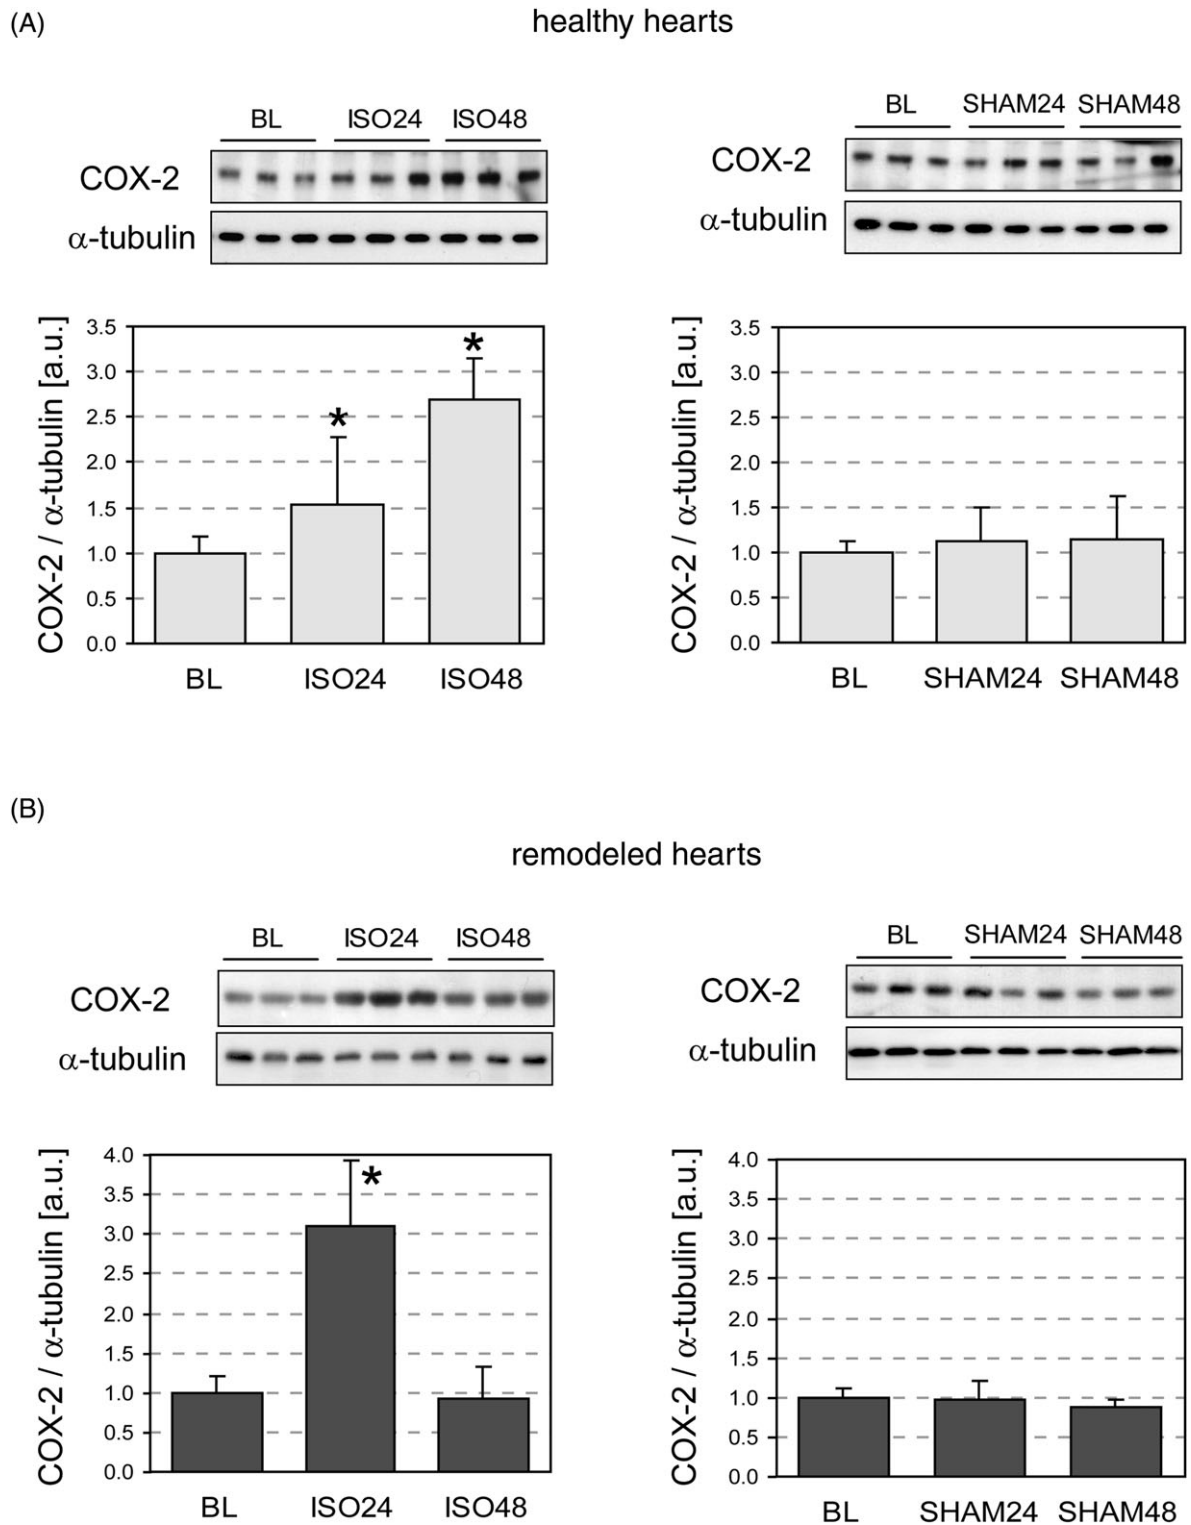 (A)
healthy hearts
BL ISO24 ISO48
COX-2
α-tubulin
BL SHAM24 SHAM48
COX-2
α-tubulin
COX-2 / α-tubulin [a.u.]
3.5
3.0
2.5
2.0
1.5
1.0
0.5
0.0
*
*
BL ISO24 ISO48
COX-2 / α-tubulin [a.u.]
3.5
3.0
2.5
2.0
1.5
1.0
0.5
0.0
BL SHAM24 SHAM48
(B)
remodeled hearts
BL ISO24 ISO48
COX-2
α-tubulin
BL SHAM24 SHAM48
COX-2
α-tubulin
COX-2 / α-tubulin [a.u.]
4.0
3.5
3.0
2.5
2.0
1.5
1.0
0.5
0.0
*
BL ISO24 ISO48
COX-2 / α-tubulin [a.u.]
4.0
3.5
3.0
2.5
2.0
1.5
1.0
0.5
0.0
BL SHAM24 SHAM48